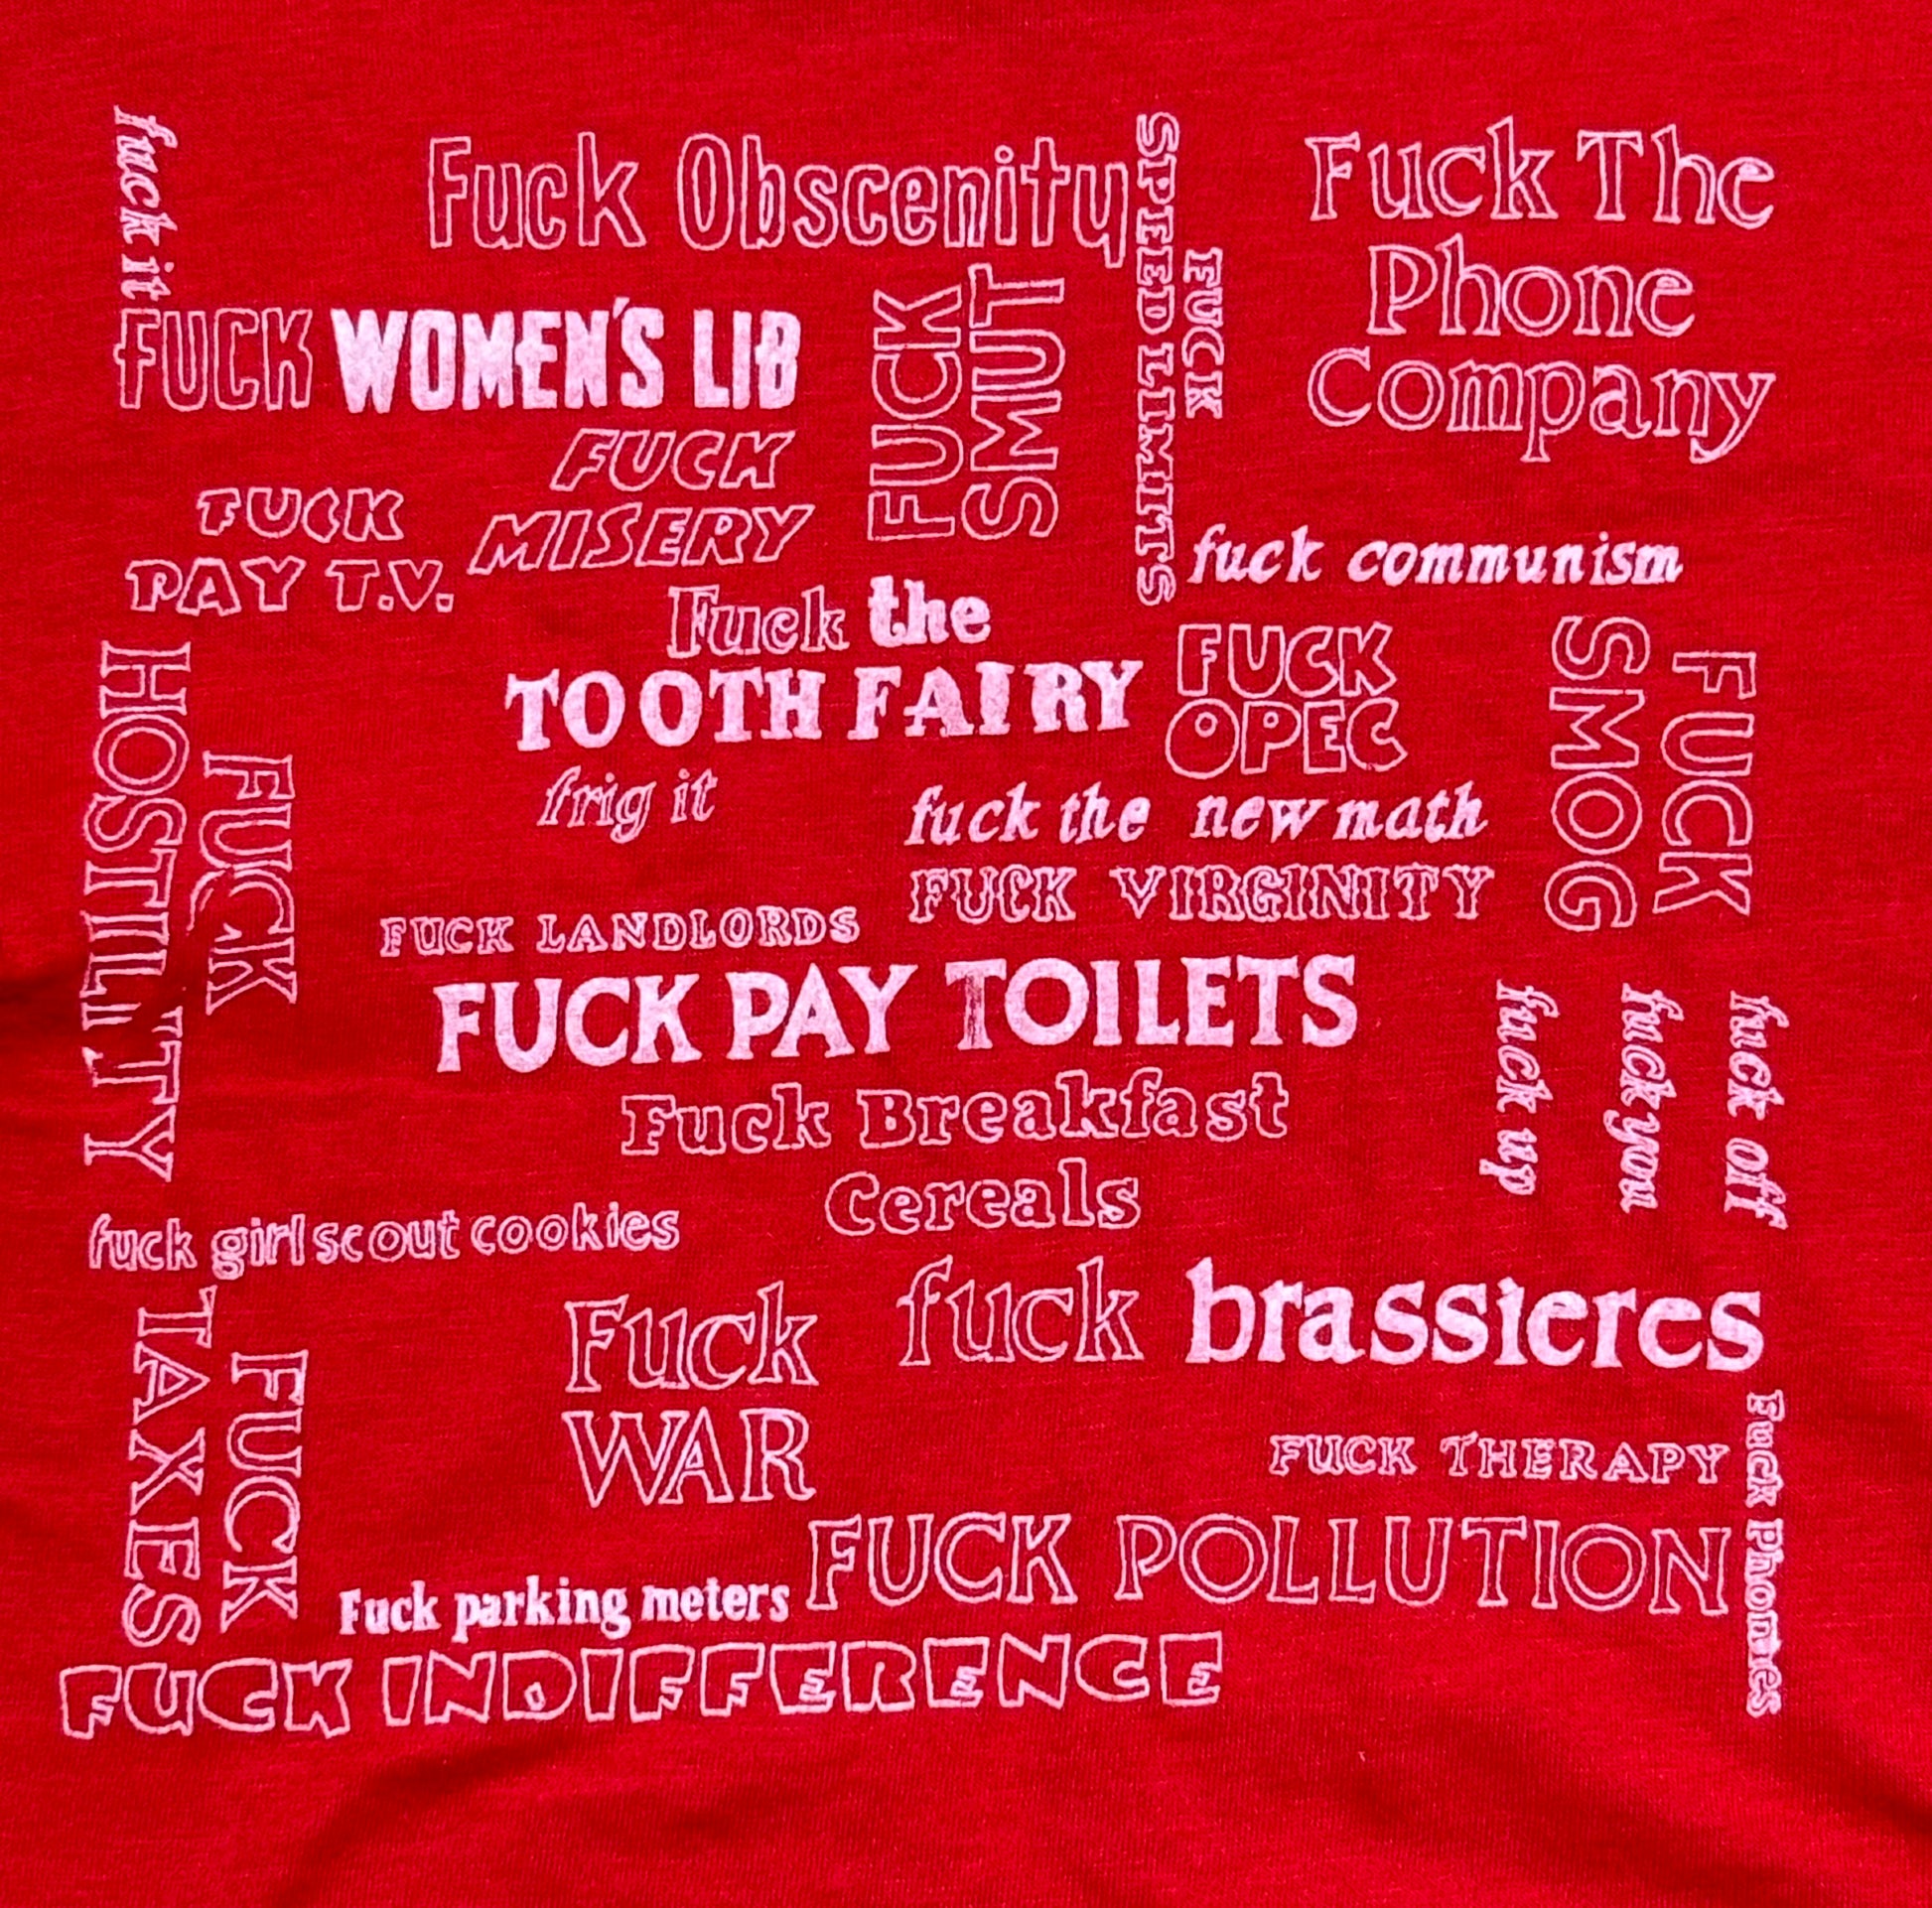 fuck it
Fuck Obscenity
SPEED LIMITS
FUCK
Fuck The
Phone
Company
FUCK WOMEN'S LIB
FUCK
SMUT
FUCK
MISERY
FUCK
PAY T.V.
fuck communism
Fuck the
TOOTH FAIRY
FUCK
OPEC
FUCK
SMOG
FUCK
HOSTILITY
frig it
fuck the new math
FUCK VIRGINITY
FUCK LANDLORDS
FUCK PAY TOILETS
fuck up
fuck you
fuck off
Fuck Breakfast
Cereals
fuck girl scout cookies
FUCK
TAXES
Fuck
WAR
fuck brassieres
FUCK THERAPY
Fuck Phonies
FUCK POLLUTION
Fuck parking meters
FUCK INDIFFERENCE